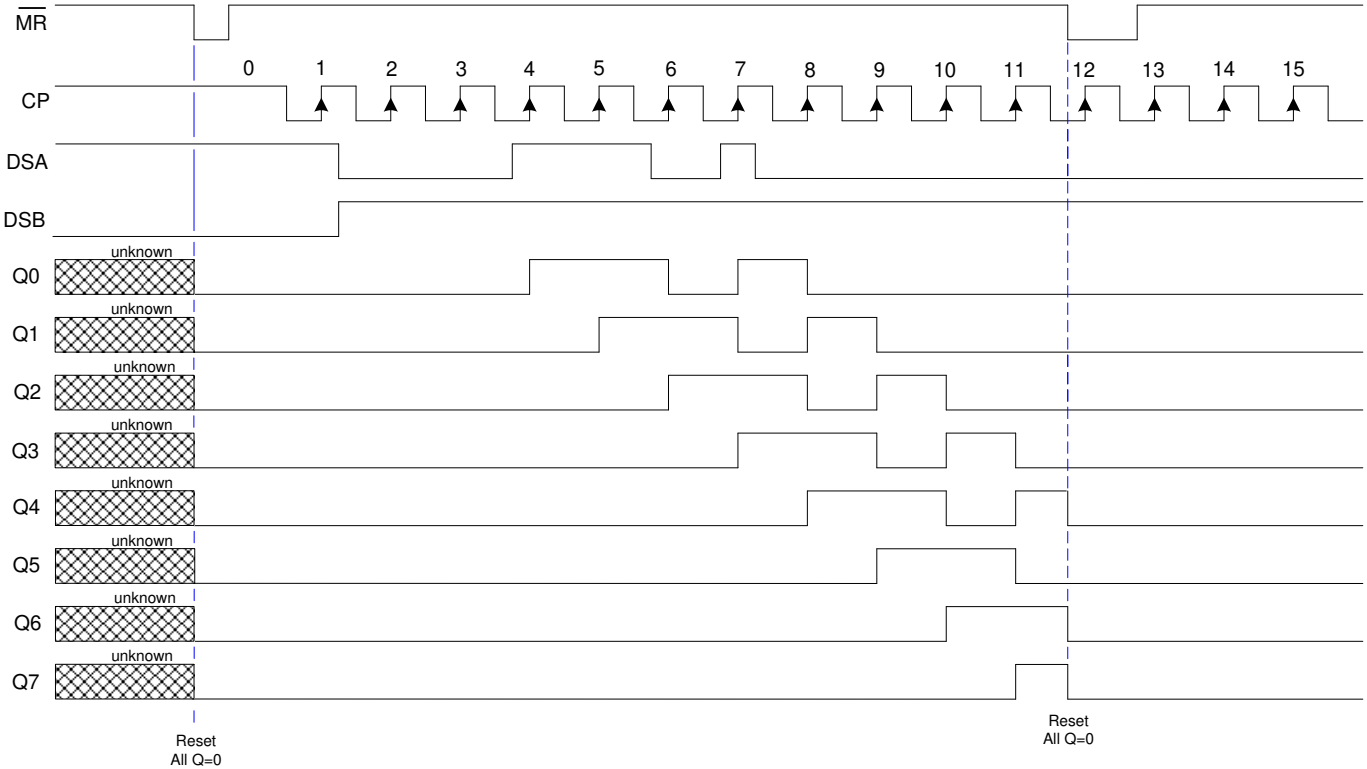 MR
0 1 2 3 4 5 6 7 8 9 10 11 12 13 14 15
CP
DSA
DSB
unknown
Q0
unknown
Q1
unknown
Q2
unknown
Q3
unknown
Q4
unknown
Q5
unknown
Q6
unknown
Q7
Reset
All Q=0
Reset
All Q=0